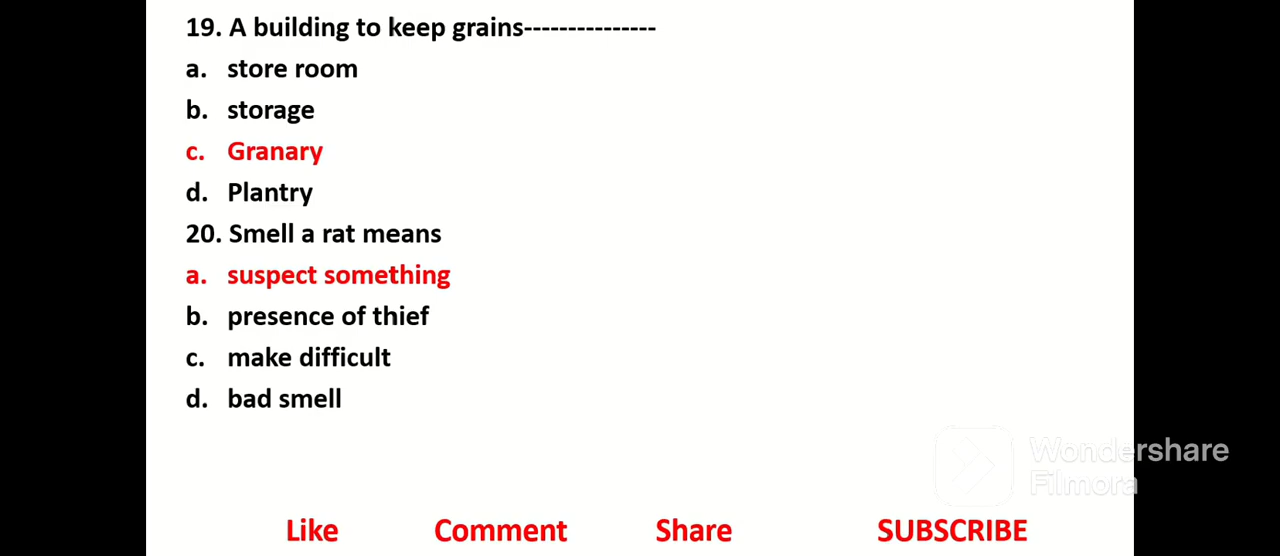 19. A building to keep grains---------------
a. store room
b. storage
c. Granary
d. Plantry
20. Smell a rat means
a. suspect something
b. presence of thief
c. make difficult
d. bad smell
Wondershare
Filmora
Like Comment Share SUBSCRIBE